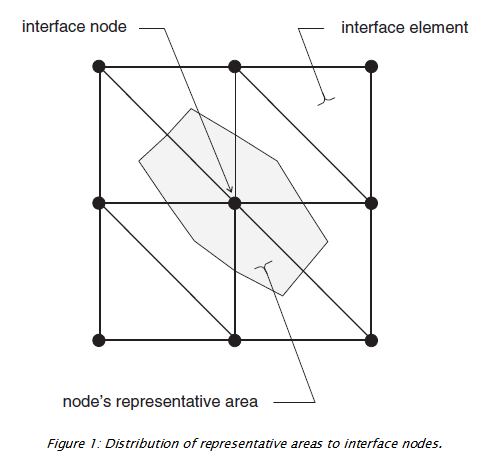 interface node
interface element
node's representative area
Figure 1: Distribution of representative areas to interface nodes.